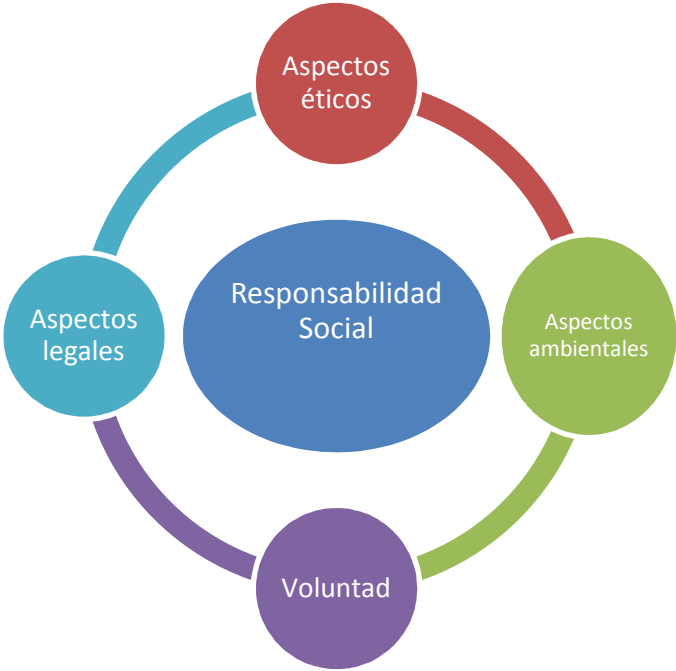 Aspectos
éticos
Responsabilidad
Social
Aspectos
legales
Aspectos
ambientales
Voluntad